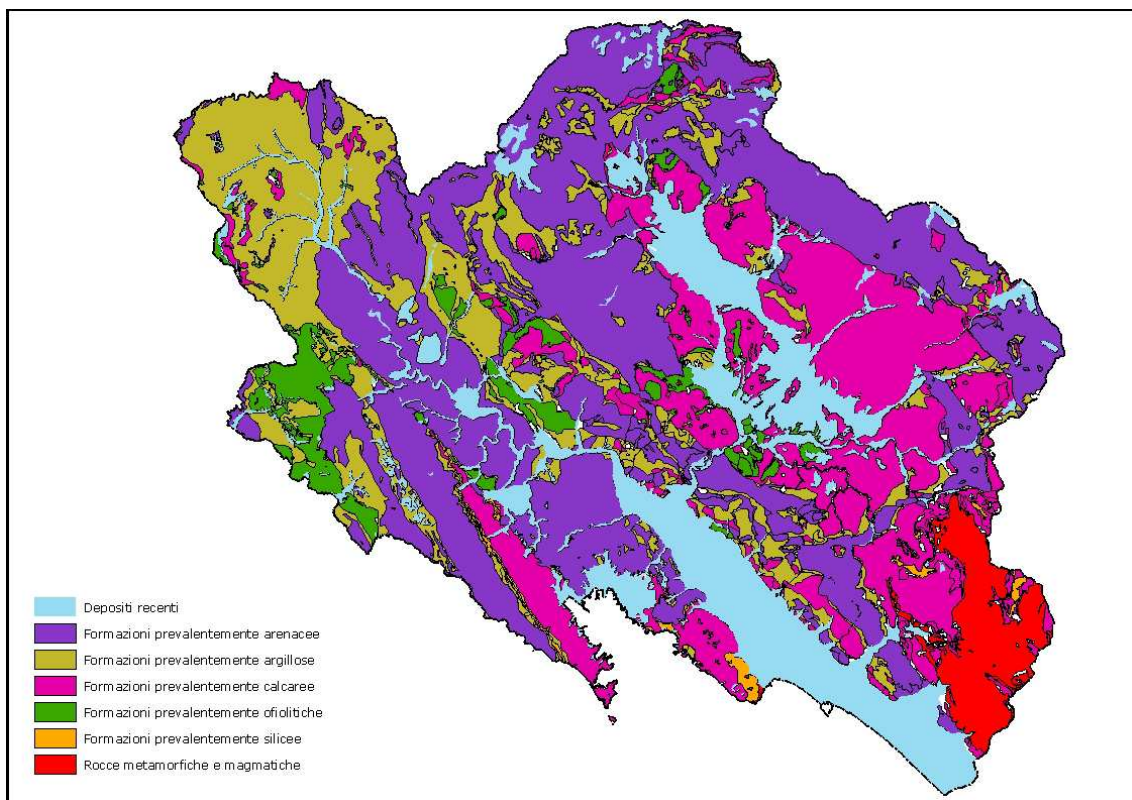 Depositi recenti
Formazioni prevalentemente arenacee
Formazioni prevalentemente argillose
Formazioni prevalentemente calcaree
Formazioni prevalentemente ofiolitiche
Formazioni prevalentemente silicee
Rocce metamorfiche e magmatiche